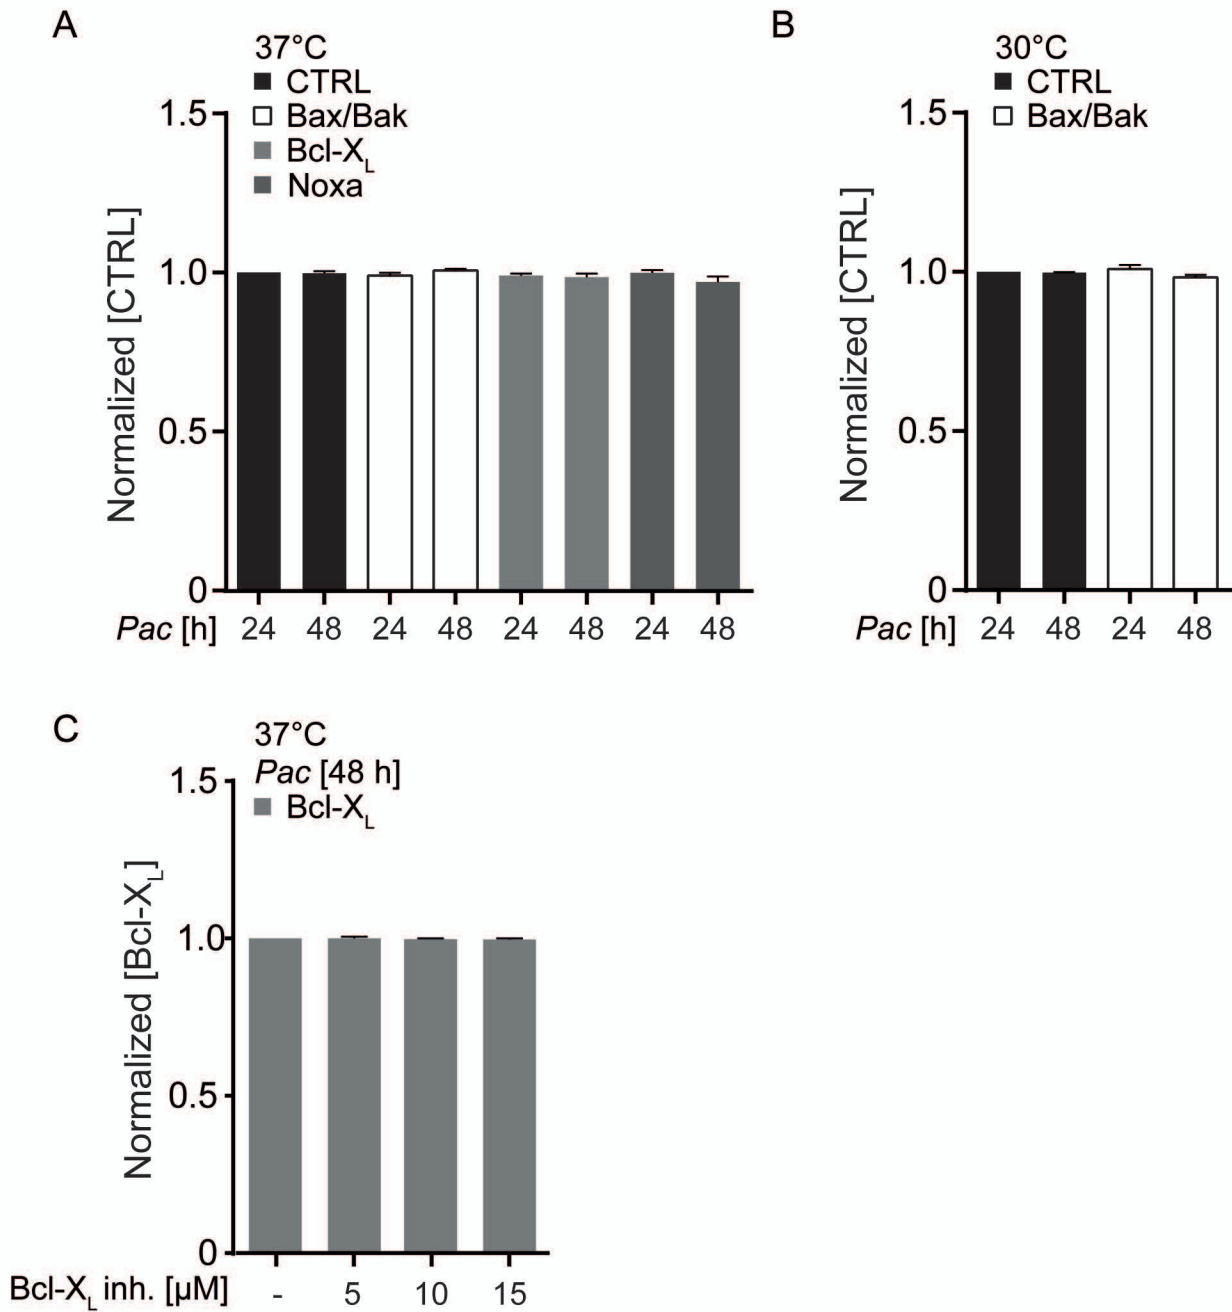 A
37°C
CTRL
Bax/Bak
Bcl-XL
Noxa
Normalized [CTRL]
1.5
1.0
0.5
0
Pac [h] 24 48 24 48 24 48 24 48
B
30°C
CTRL
Bax/Bak
Normalized [CTRL]
1.5
1.0
0.5
0
Pac [h] 24 48 24 48
C
37°C
Pac [48 h]
Bcl-XL
Normalized [Bcl-XL]
1.5
1.0
0.5
0
Bcl-XL inh. [µM] - 5 10 15